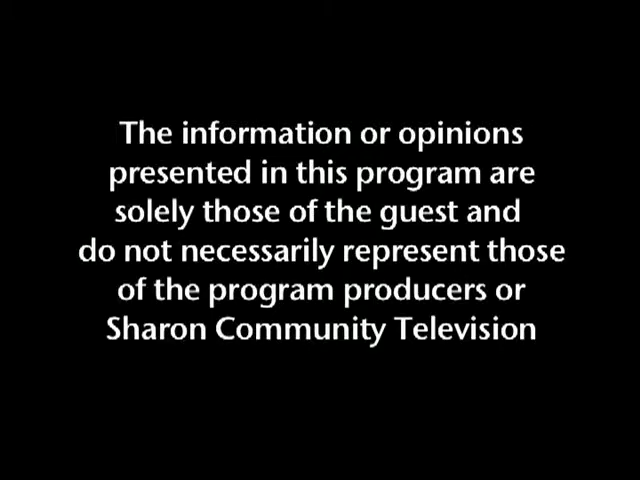 The information or opinions
presented in this program are
solely those of the guest and
do not necessarily represent those
of the program producers or
Sharon Community Television